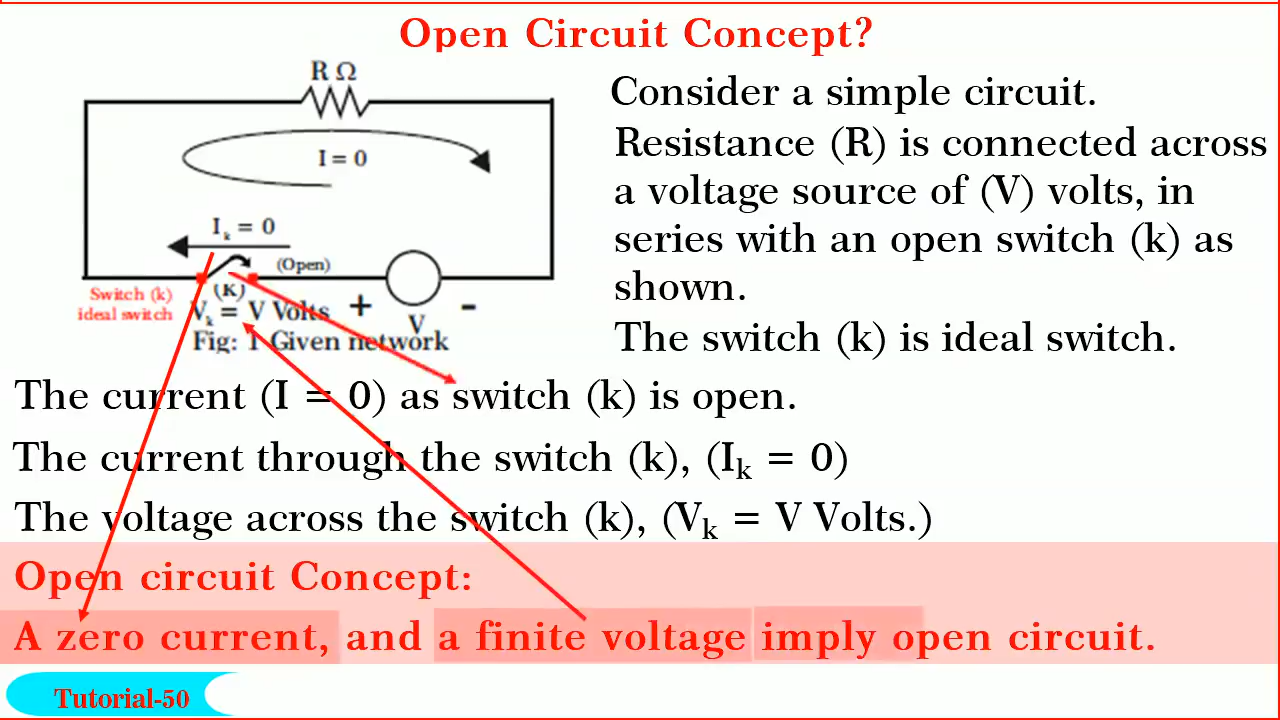 Open Circuit Concept?
R Ω
I = 0
Ik = 0
(Open)
Switch (k)
ideal switch
(K)
Vk = V Volts
+
V
-
Fig: 1 Given network
Consider a simple circuit.
Resistance (R) is connected across
a voltage source of (V) volts, in
series with an open switch (k) as
shown.
The switch (k) is ideal switch.
The current (I = 0) as switch (k) is open.
The current through the switch (k), (Ik = 0)
The voltage across the switch (k), (Vk = V Volts.)
Open circuit Concept:
A zero current, and a finite voltage imply open circuit.
Tutorial-50